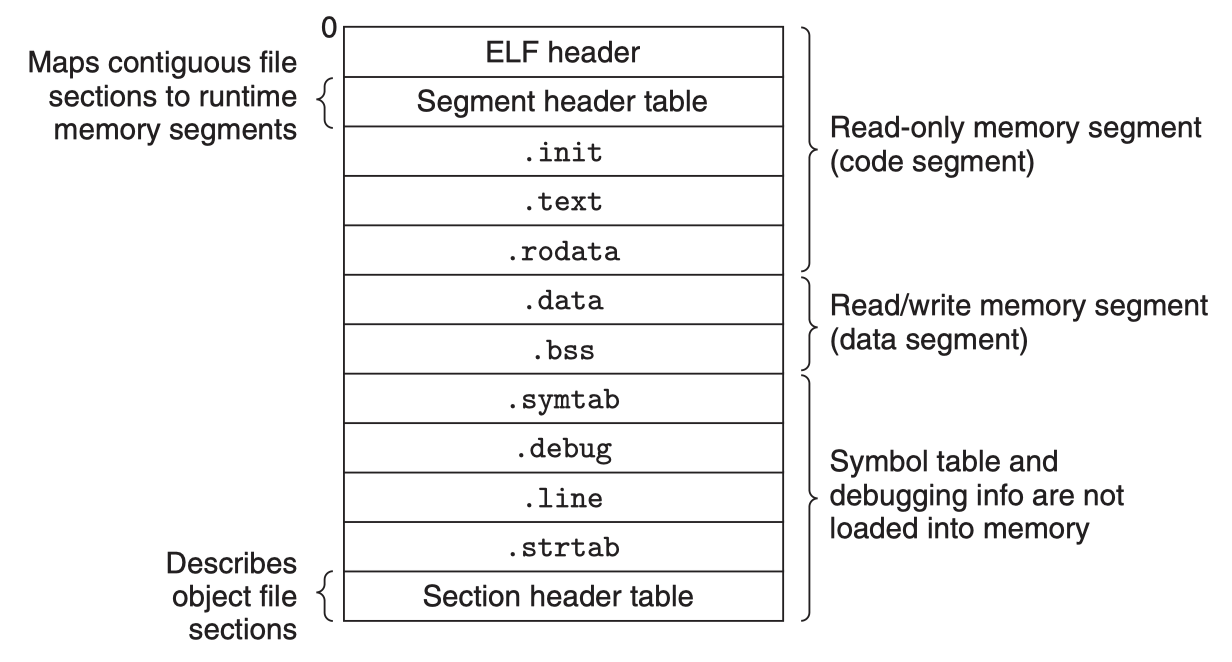 0
ELF header
Maps contiguous file
sections to runtime
memory segments
Segment header table
.init
.text
.rodata
Read-only memory segment
(code segment)
.data
.bss
Read/write memory segment
(data segment)
.symtab
.debug
.line
.strtab
Symbol table and
debugging info are not
loaded into memory
Describes
object file
sections
Section header table